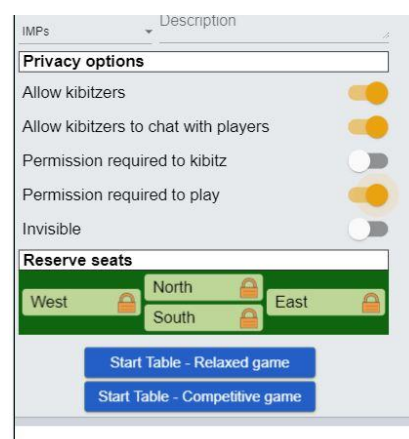 IMPs
Description
Privacy options
Allow kibitzers
Allow kibitzers to chat with players
Permission required to kibitz
Permission required to play
Invisible
Reserve seats
North
West
East
South
Start Table - Relaxed game
Start Table - Competitive game